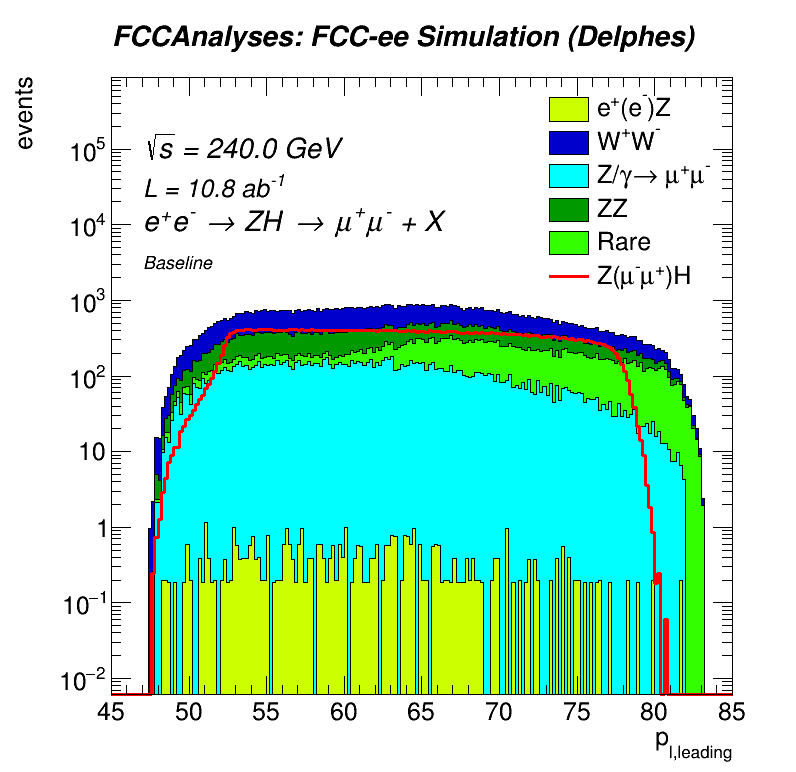 FCCAnalyses: FCC-ee Simulation (Delphes)
events
√s = 240.0 GeV
L = 10.8 ab⁻¹
e⁺e⁻ → ZH → μ⁺μ⁻ + X
Baseline
e⁺(e⁻)Z
W⁺W⁻
Z/γ→ μ⁺μ⁻
ZZ
Rare
Z(μ⁻μ⁺)H
10⁵
10⁴
10³
10²
10
1
10⁻¹
10⁻²
45 50 55 60 65 70 75 80 85
p_l,leading